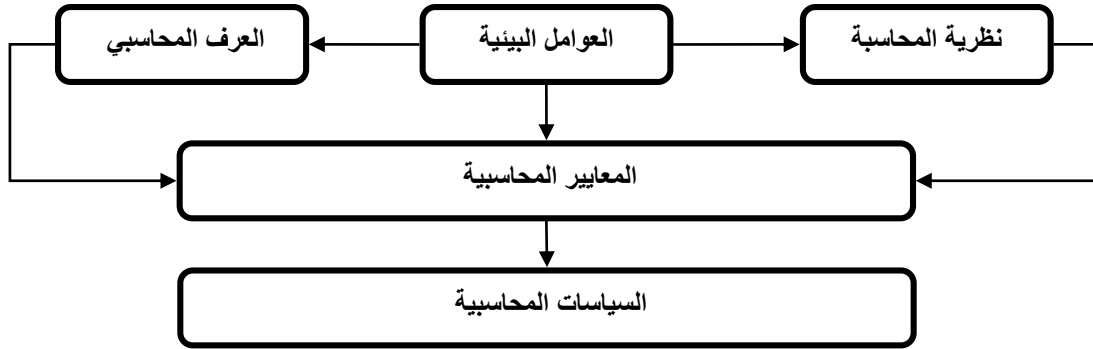 نظرية المحاسبة
العوامل البيئية
العرف المحاسبي
المعايير المحاسبية
السياسات المحاسبية